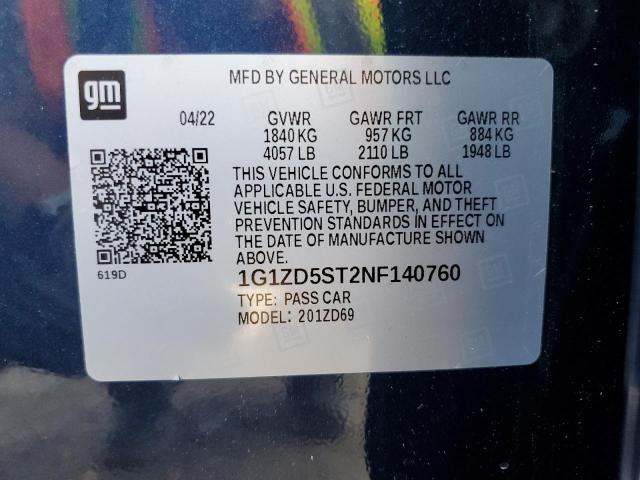 gm
MFD BY GENERAL MOTORS LLC
04/22 GVWR GAWR FRT GAWR RR
1840 KG 957 KG 884 KG
4057 LB 2110 LB 1948 LB
THIS VEHICLE CONFORMS TO ALL
APPLICABLE U.S. FEDERAL MOTOR
VEHICLE SAFETY, BUMPER, AND THEFT
PREVENTION STANDARDS IN EFFECT ON
THE DATE OF MANUFACTURE SHOWN
ABOVE.
619D
1G1ZD5ST2NF140760
TYPE: PASS CAR
MODEL: 201ZD69